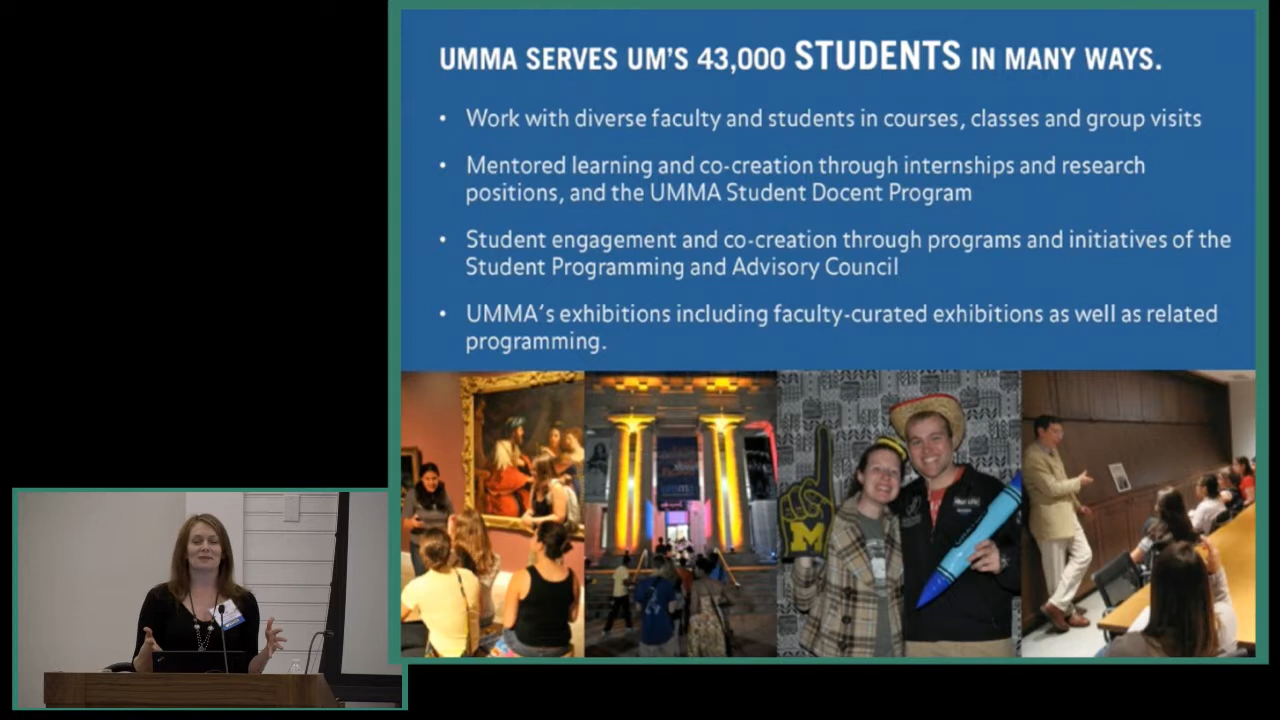 UMMA SERVES UM'S 43,000 STUDENTS IN MANY WAYS.
• Work with diverse faculty and students in courses, classes and group visits
• Mentored learning and co-creation through internships and research
positions, and the UMMA Student Docent Program
• Student engagement and co-creation through programs and initiatives of the
Student Programming and Advisory Council
• UMMA's exhibitions including faculty-curated exhibitions as well as related
programming.
M